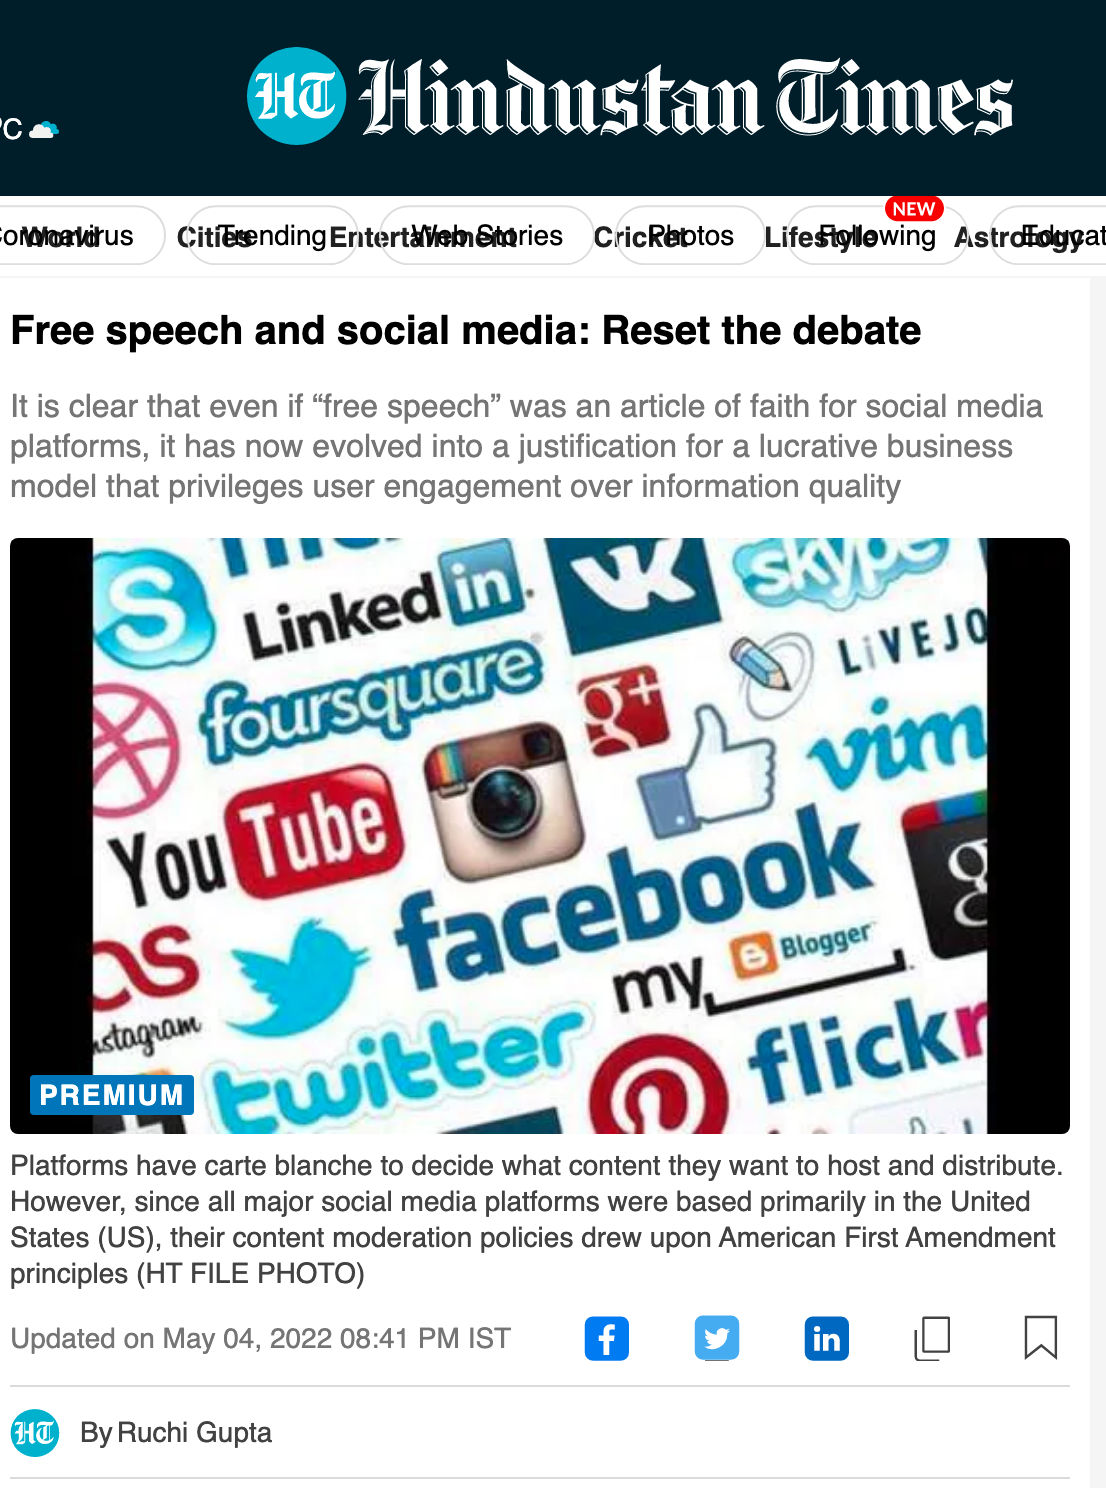 HT Hindustan Times
°C
NEW
World Cities Entertainment Cricket Lifestyle Astrology
Coronavirus Trending Web Stories Photos Following Educat
Free speech and social media: Reset the debate
It is clear that even if “free speech” was an article of faith for social media
platforms, it has now evolved into a justification for a lucrative business
model that privileges user engagement over information quality
S
Linked in
VK
skype
foursquare
g+
LiVEJO
vim
You Tube
facebook
g
as
nstagram
my
B Blogger
twitter
flickr
PREMIUM
Platforms have carte blanche to decide what content they want to host and distribute.
However, since all major social media platforms were based primarily in the United
States (US), their content moderation policies drew upon American First Amendment
principles (HT FILE PHOTO)
Updated on May 04, 2022 08:41 PM IST
f
in
HT By Ruchi Gupta